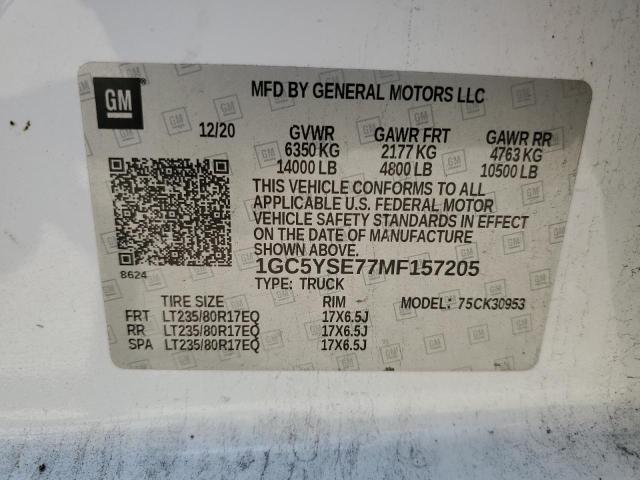 GM
MFD BY GENERAL MOTORS LLC
12/20 GVWR GAWR FRT GAWR RR
6350 KG 2177 KG 4763 KG
14000 LB 4800 LB 10500 LB
THIS VEHICLE CONFORMS TO ALL
APPLICABLE U.S. FEDERAL MOTOR
VEHICLE SAFETY STANDARDS IN EFFECT
ON THE DATE OF MANUFACTURE
8624 1GC5YSE77MF157205
TYPE: TRUCK
TIRE SIZE RIM MODEL: 75CK30953
FRT LT235/80R17EQ 17X6.5J
RR LT235/80R17EQ 17X6.5J
SPA LT235/80R17EQ 17X6.5J